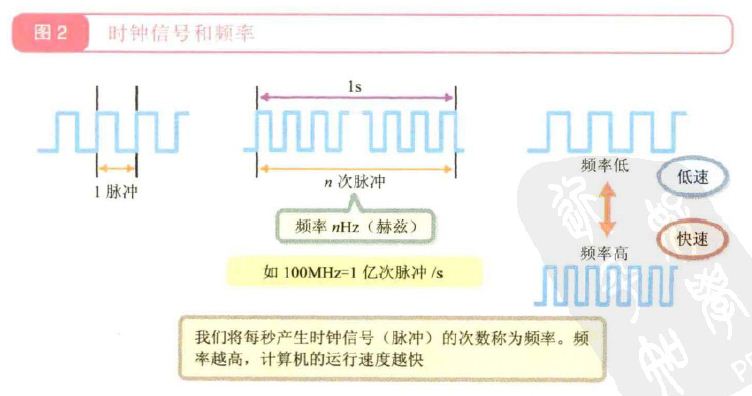 图 2
时钟信号和频率
1s
1 脉冲
n 次脉冲
频率 nHz（赫兹）
如 100MHz=1 亿次脉冲 /s
频率低
低速
快速
频率高
我们将每秒产生时钟信号（脉冲）的次数称为频率。频
率越高，计算机的运行速度越快